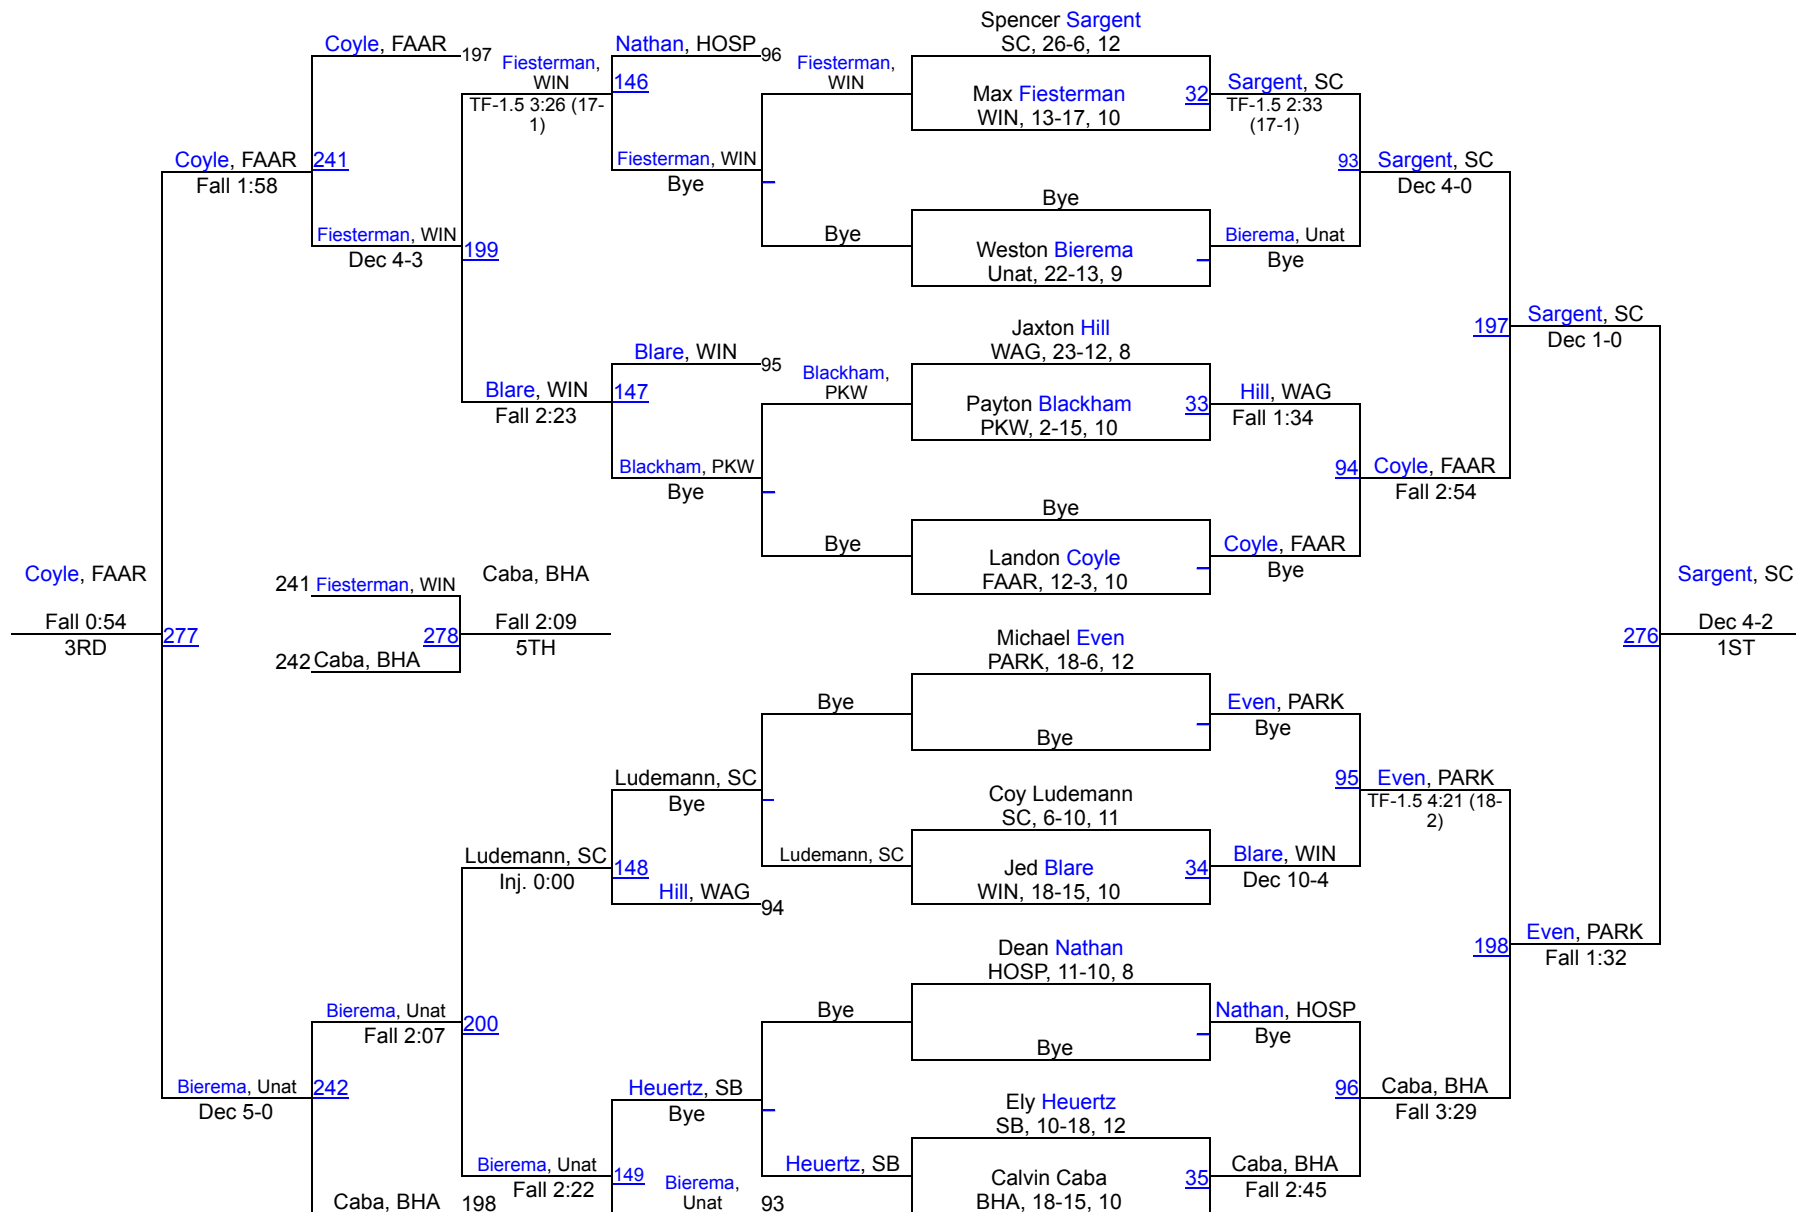 Spencer Sargent
SC, 26-6, 12
Coyle, FAAR
197
Nathan, HOSP
96
Fiesterman,
WIN
146
TF-1.5 3:26 (17-
1)
Fiesterman,
WIN
Max Fiesterman
WIN, 13-17, 10
32
Sargent, SC
TF-1.5 2:33
(17-1)
Coyle, FAAR
241
Fall 1:58
Fiesterman, WIN
Bye
93
Sargent, SC
Dec 4-0
Bye
Fiesterman, WIN
199
Dec 4-3
Bye
Weston Bierema
Unat, 22-13, 9
Bierema, Unat
Bye
Jaxton Hill
WAG, 23-12, 8
197
Sargent, SC
Dec 1-0
Blare, WIN
95
Blare, WIN
147
Fall 2:23
Blackham,
PKW
Payton Blackham
PKW, 2-15, 10
33
Hill, WAG
Fall 1:34
Blackham, PKW
Bye
94
Coyle, FAAR
Fall 2:54
Bye
Bye
Landon Coyle
FAAR, 12-3, 10
Coyle, FAAR
Bye
Coyle, FAAR
Fall 0:54
3RD
277
241
Fiesterman, WIN
242
Caba, BHA
278
Caba, BHA
Fall 2:09
5TH
Sargent, SC
276
Dec 4-2
1ST
Michael Even
PARK, 18-6, 12
Bye
Bye
Even, PARK
Bye
Ludemann, SC
Bye
Coy Ludemann
SC, 6-10, 11
95
Even, PARK
TF-1.5 4:21 (18-
2)
Ludemann, SC
148
Inj. 0:00
Ludemann, SC
Jed Blare
WIN, 18-15, 10
34
Blare, WIN
Dec 10-4
Hill, WAG
94
Dean Nathan
HOSP, 11-10, 8
198
Even, PARK
Fall 1:32
Bierema, Unat
200
Fall 2:07
Bye
Bye
Nathan, HOSP
Bye
Bierema, Unat
242
Dec 5-0
Heuertz, SB
Bye
Ely Heuertz
SB, 10-18, 12
96
Caba, BHA
Fall 3:29
Bierema, Unat
149
Fall 2:22
Heuertz, SB
Calvin Caba
BHA, 18-15, 10
35
Caba, BHA
Fall 2:45
Caba, BHA
198
Bierema,
Unat
93